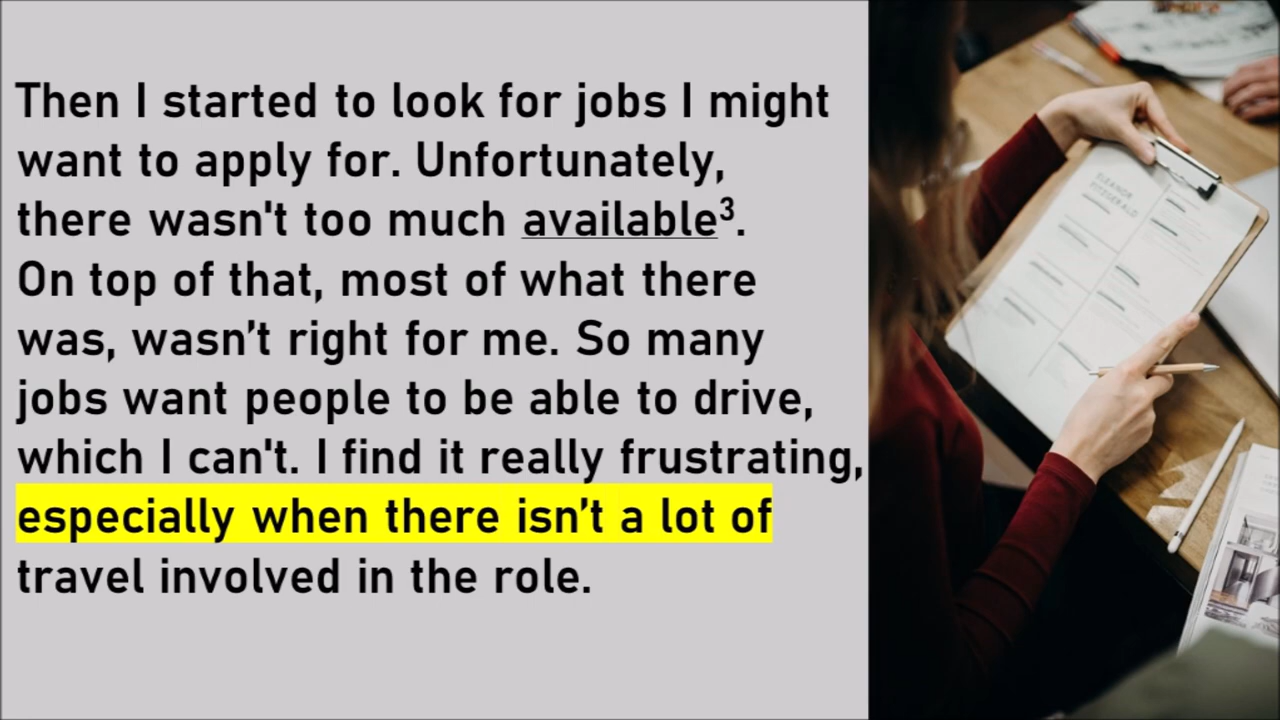 Then I started to look for jobs I might
want to apply for. Unfortunately,
there wasn't too much available³.
On top of that, most of what there
was, wasn’t right for me. So many
jobs want people to be able to drive,
which I can't. I find it really frustrating,
especially when there isn’t a lot of
travel involved in the role.
ELEANOR
FITZGERALD